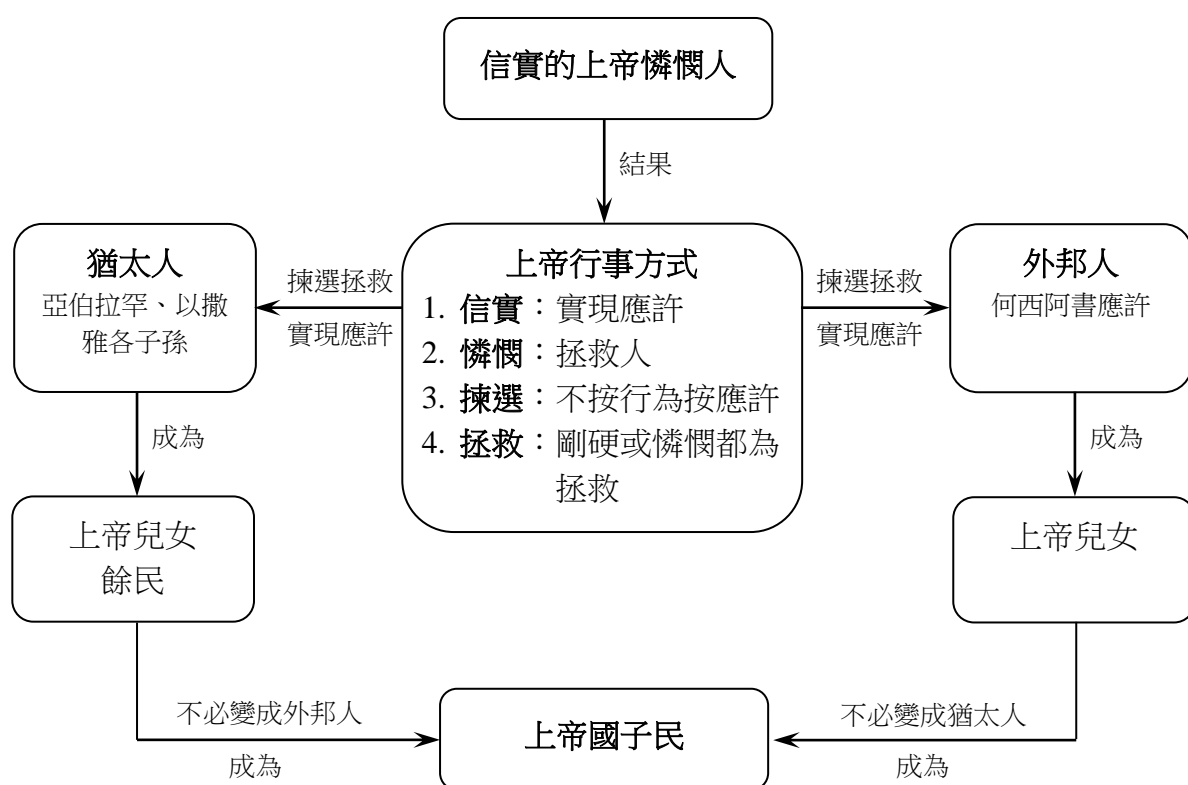 信實的上帝憐憫人
結果
猶太人
亞伯拉罕、以撒
雅各子孫
揀選拯救
實現應許
上帝行事方式
1. 信實：實現應許
2. 憐憫：拯救人
3. 揀選：不按行為按應許
4. 拯救：剛硬或憐憫都為
拯救
揀選拯救
實現應許
外邦人
何西阿書應許
成為
成為
上帝兒女
餘民
上帝兒女
不必變成外邦人
成為
上帝國子民
不必變成猶太人
成為